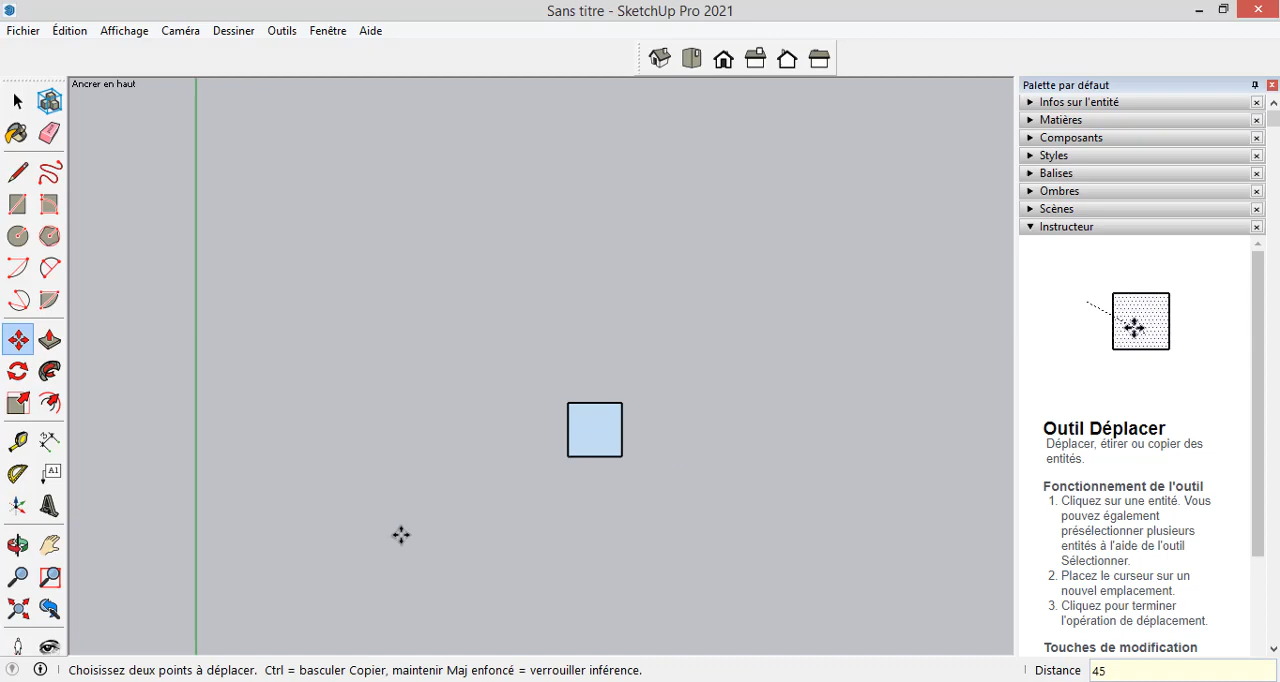 Sans titre - SketchUp Pro 2021
Fichier Édition Affichage Caméra Dessiner Outils Fenêtre Aide
Ancrer en haut
Palette par défaut
Infos sur l'entité
Matières
Composants
Styles
Balises
Ombres
Scènes
Instructeur
A1
Outil Déplacer
Déplacer, étirer ou copier des
entités.
Fonctionnement de l'outil
1. Cliquez sur une entité. Vous
pouvez également
présélectionner plusieurs
entités à l'aide de l'outil
Sélectionner.
2. Placez le curseur sur un
nouvel emplacement.
3. Cliquez pour terminer
l'opération de déplacement.
Touches de modification
Choisissez deux points à déplacer. Ctrl = basculer Copier, maintenir Maj enfoncé = verrouiller inférence.
Distance 45